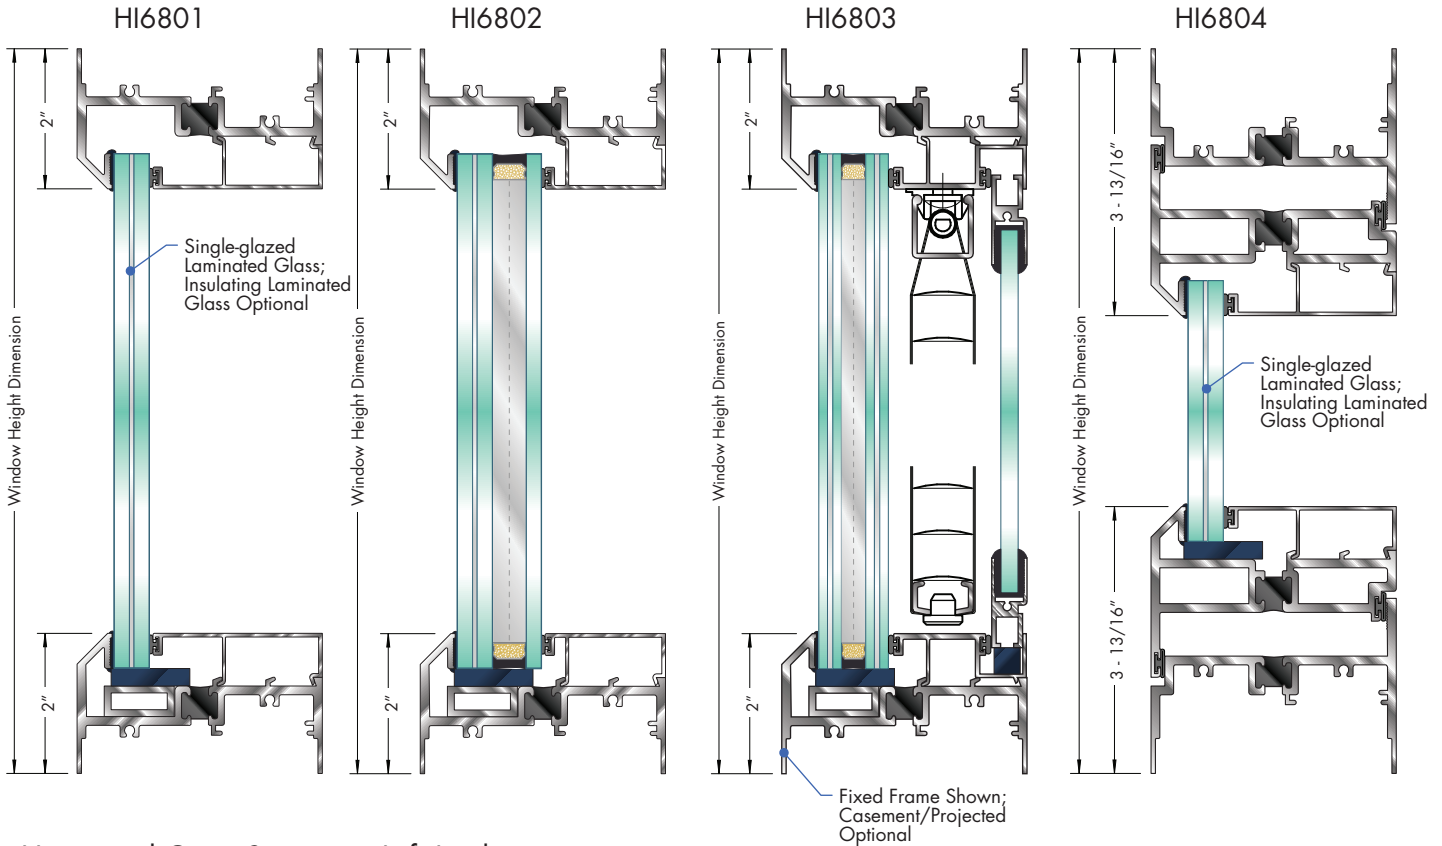 HI6801
HI6802
HI6803
HI6804
2”
2”
2”
3 - 13/16”
Single-glazed
Laminated Glass;
Insulating Laminated
Glass Optional
Window Height Dimension
Window Height Dimension
Window Height Dimension
Window Height Dimension
Single-glazed
Laminated Glass;
Insulating Laminated
Glass Optional
2”
2”
2”
3 - 13/16”
Fixed Frame Shown;
Casement/Projected
Optional